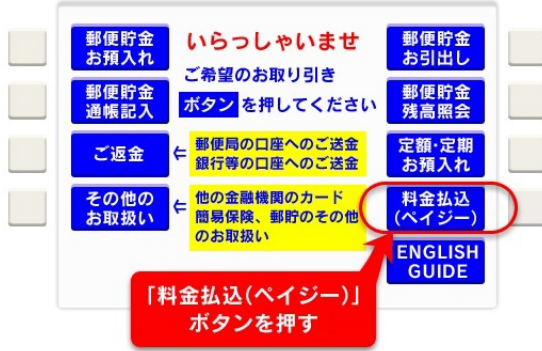 郵便貯金
お預入れ
いらっしゃいませ
郵便貯金
お引出し
ご希望のお取り引き
ボタン を押してください
郵便貯金
通帳記入
郵便貯金
残高照会
ご返金
⇐ 郵便局の口座へのご送金
銀行等の口座へのご送金
定額・定期
お預入れ
その他の
お取扱い
⇐ 他の金融機関のカード
簡易保険、郵貯のその他
のお取扱い
料金払込
(ペイジー)
ENGLISH
GUIDE
「料金払込(ペイジー)」
ボタンを押す